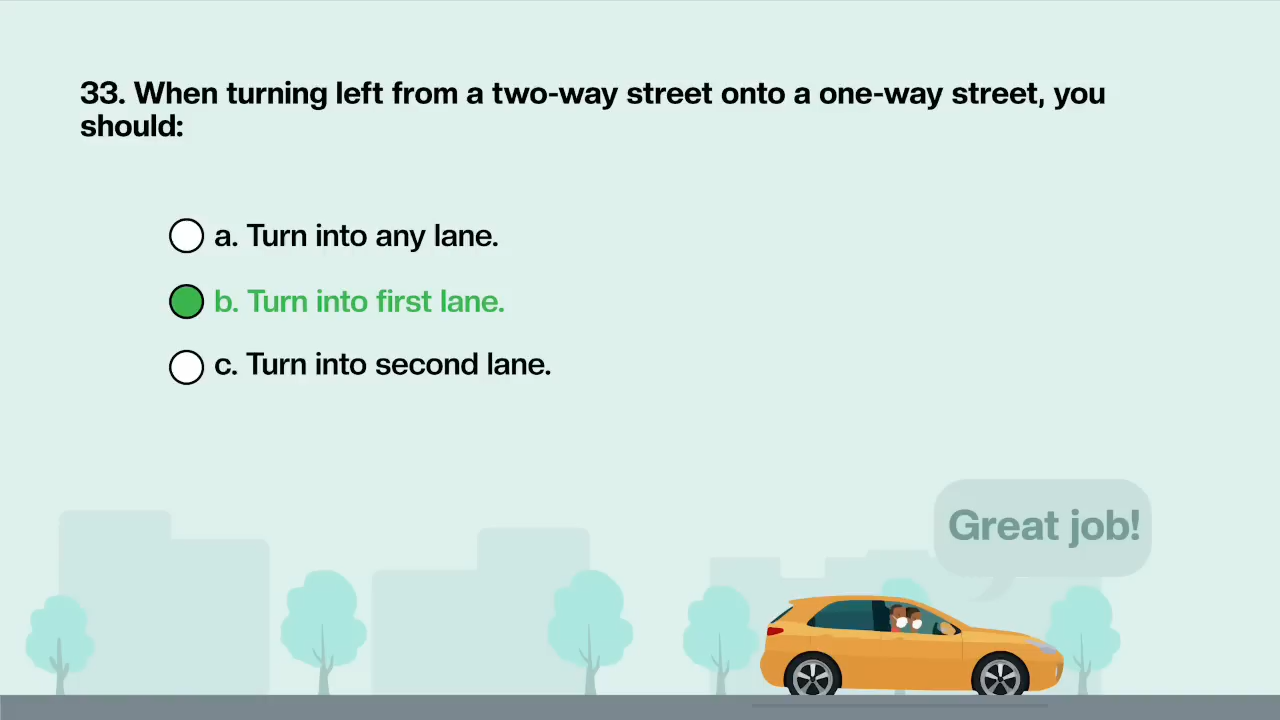 33. When turning left from a two-way street onto a one-way street, you
should:
a. Turn into any lane.
b. Turn into first lane.
c. Turn into second lane.
Great job!